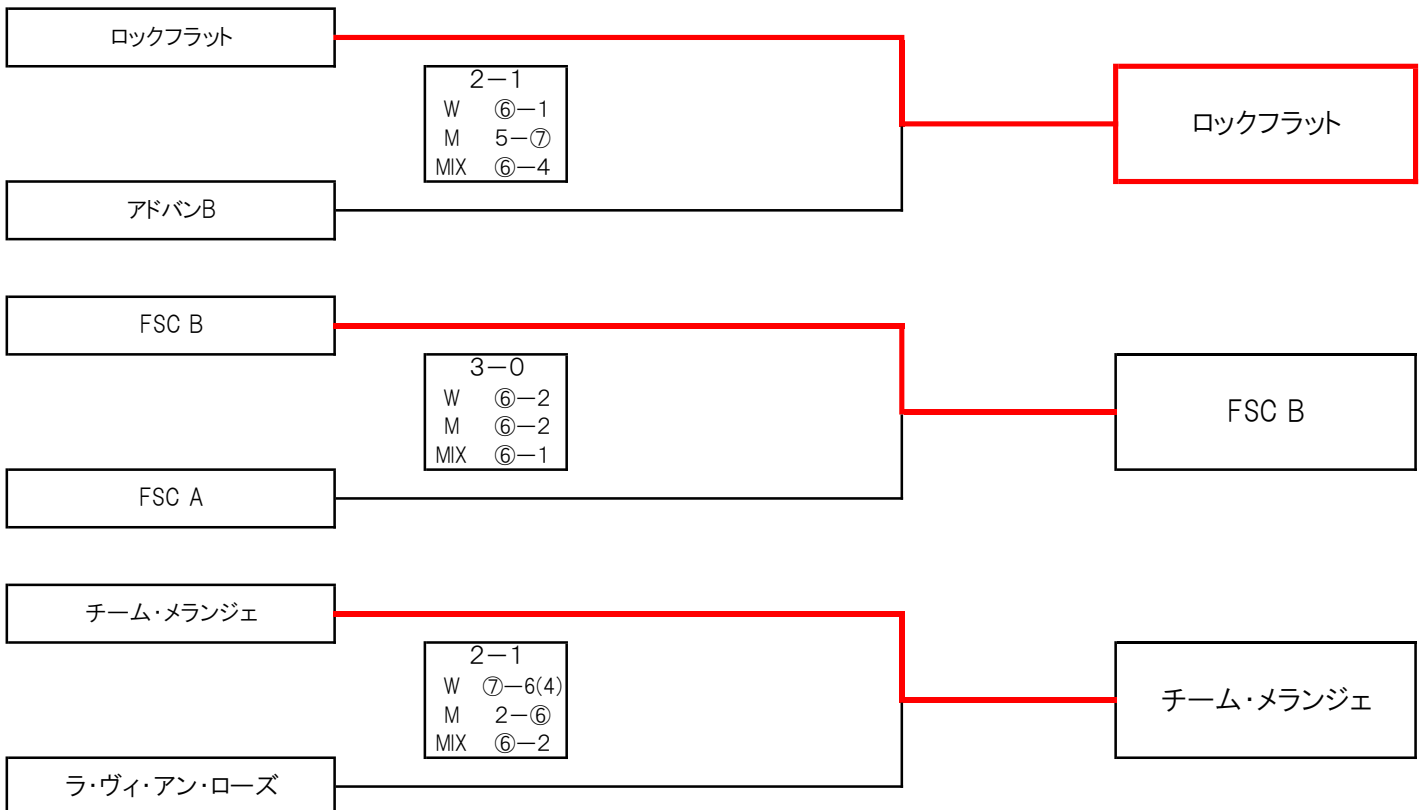 ロックフラット
2－1
W ⑥－1
M 5－⑦
MIX ⑥－4
ロックフラット
アドバンB
FSC B
3－0
W ⑥－2
M ⑥－2
MIX ⑥－1
FSC B
FSC A
チーム・メランジェ
2－1
W ⑦－6(4)
M 2－⑥
MIX ⑥－2
チーム・メランジェ
ラ・ヴィ・アン・ローズ